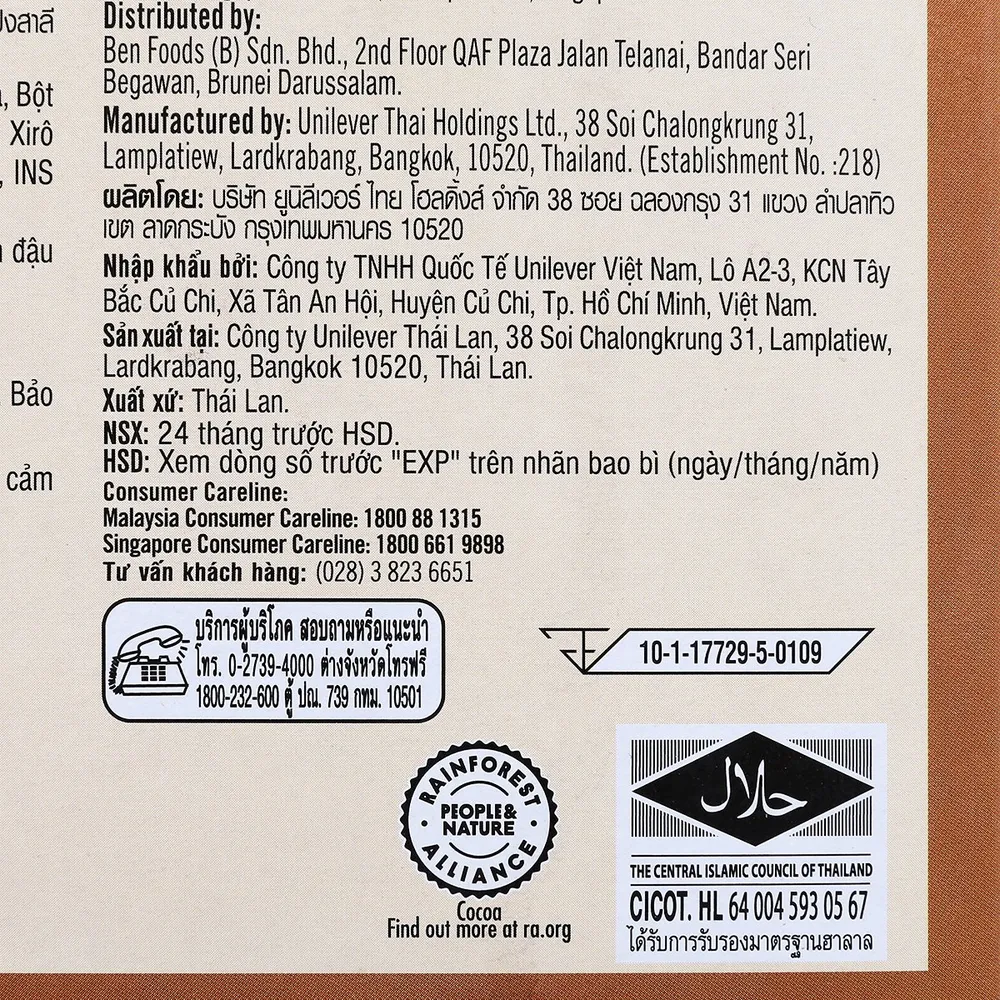 Distributed by:
Ben Foods (B) Sdn. Bhd., 2nd Floor QAF Plaza Jalan Telanai, Bandar Seri
Begawan, Brunei Darussalam.
Manufactured by: Unilever Thai Holdings Ltd., 38 Soi Chalongkrung 31,
Lamplatiew, Lardkrabang, Bangkok, 10520, Thailand. (Establishment No. :218)
ผลิตโดย: บริษัท ยูนิลีเวอร์ ไทย โฮลดิ้งส์ จำกัด 38 ซอย ฉลองกรุง 31 แขวง ลำปลาทิว
เขต ลาดกระบัง กรุงเทพมหานคร 10520
Nhập khẩu bởi: Công ty TNHH Quốc Tế Unilever Việt Nam, Lô A2-3, KCN Tây
Bắc Củ Chi, Xã Tân An Hội, Huyện Củ Chi, Tp. Hồ Chí Minh, Việt Nam.
Sản xuất tại: Công ty Unilever Thái Lan, 38 Soi Chalongkrung 31, Lamplatiew,
Lardkrabang, Bangkok 10520, Thái Lan.
Xuất xứ: Thái Lan.
NSX: 24 tháng trước HSD.
HSD: Xem dòng số trước "EXP" trên nhãn bao bì (ngày/tháng/năm)
Consumer Careline:
Malaysia Consumer Careline: 1800 88 1315
Singapore Consumer Careline: 1800 661 9898
Tư vấn khách hàng: (028) 3 823 6651
, Bột
Xirô
, INS
đậu
Bảo
cảm
บริการผู้บริโภค สอบถามหรือแนะนำ
โทร. 0-2739-4000 ต่างจังหวัดโทรฟรี
1800-232-600 ตู้ ปณ. 739 กทม. 10501
10-1-17729-5-0109
RAINFOREST
PEOPLE &
NATURE
ALLIANCE
Cocoa
Find out more at ra.org
حلال
THE CENTRAL ISLAMIC COUNCIL OF THAILAND
CICOT. HL 64 004 593 05 67
ได้รับการรับรองมาตรฐานฮาลาล